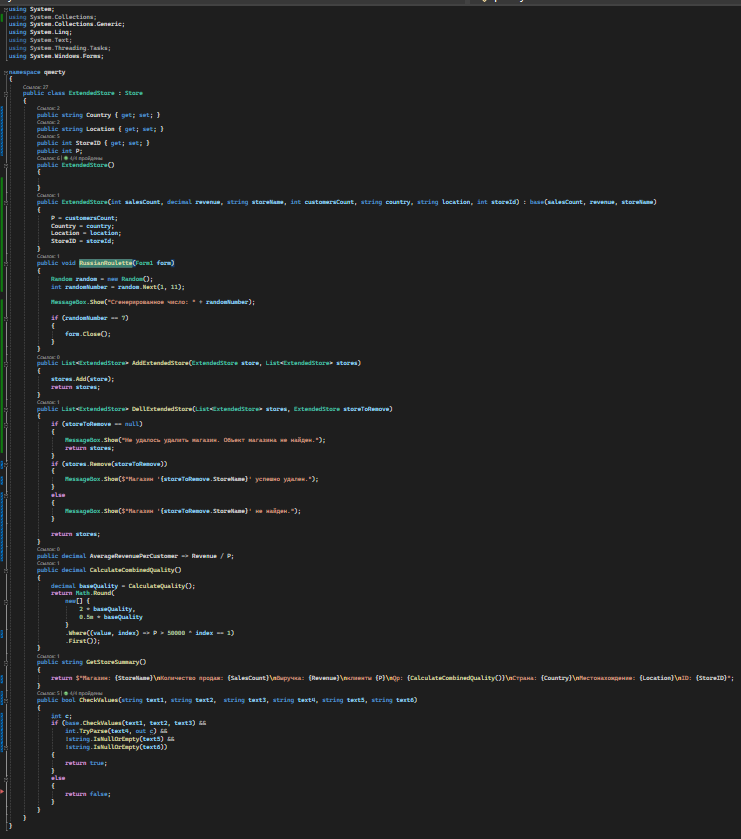 using System;
using System.Collections;
using System.Collections.Generic;
using System.Linq;
using System.Text;
using System.Threading.Tasks;
using System.Windows.Forms;
namespace qwerty
{
Ссылок: 27
public class ExtendedStore : Store
{
Ссылок: 2
public string Country { get; set; }
Ссылок: 2
public string Location { get; set; }
Ссылок: 5
public int StoreID { get; set; }
public int P;
Ссылок: 6 | 4/4 пройдены
public ExtendedStore()
{
}
Ссылок: 1
public ExtendedStore(int salesCount, decimal revenue, string storeName, int customersCount, string country, string location, int storeId) : base(salesCount, revenue, storeName)
{
P = customersCount;
Country = country;
Location = location;
StoreID = storeId;
}
Ссылок: 1
public void RussianRoulette(Form1 form)
{
Random random = new Random();
int randomNumber = random.Next(1, 11);
MessageBox.Show("Сгенерированное число: " + randomNumber);
if (randomNumber == 7)
{
form.Close();
}
}
Ссылок: 0
public List<ExtendedStore> AddExtendedStore(ExtendedStore store, List<ExtendedStore> stores)
{
stores.Add(store);
return stores;
}
Ссылок: 1
public List<ExtendedStore> DellExtendedStore(List<ExtendedStore> stores, ExtendedStore storeToRemove)
{
if (storeToRemove == null)
{
MessageBox.Show("Не удалось удалить магазин. Объект магазина не найден.");
return stores;
}
if (stores.Remove(storeToRemove))
{
MessageBox.Show($"Магазин '{storeToRemove.StoreName}' успешно удален.");
}
else
{
MessageBox.Show($"Магазин '{storeToRemove.StoreName}' не найден.");
}
return stores;
}
Ссылок: 0
public decimal AverageRevenuePerCustomer => Revenue / P;
Ссылок: 1
public decimal CalculateCombinedQuality()
{
decimal baseQuality = CalculateQuality();
return Math.Round(
new[] {
2 * baseQuality,
0.5m * baseQuality
}
.Where((value, index) => P > 50000 ^ index == 1)
.First());
}
Ссылок: 1
public string GetStoreSummary()
{
return $"Магазин: {StoreName}\nКоличество продаж: {SalesCount}\nВыручка: {Revenue}\nклиенты {P}\nQp: {CalculateCombinedQuality()}\nСтрана: {Country}\nМестонахождение: {Location}\nID: {StoreID}";
}
Ссылок: 5 | 4/4 пройдены
public bool CheckValues(string text1, string text2, string text3, string text4, string text5, string text6)
{
int c;
if (base.CheckValues(text1, text2, text3) &&
int.TryParse(text4, out c) &&
!string.IsNullOrEmpty(text5) &&
!string.IsNullOrEmpty(text6))
{
return true;
}
else
{
return false;
}
}
}
}